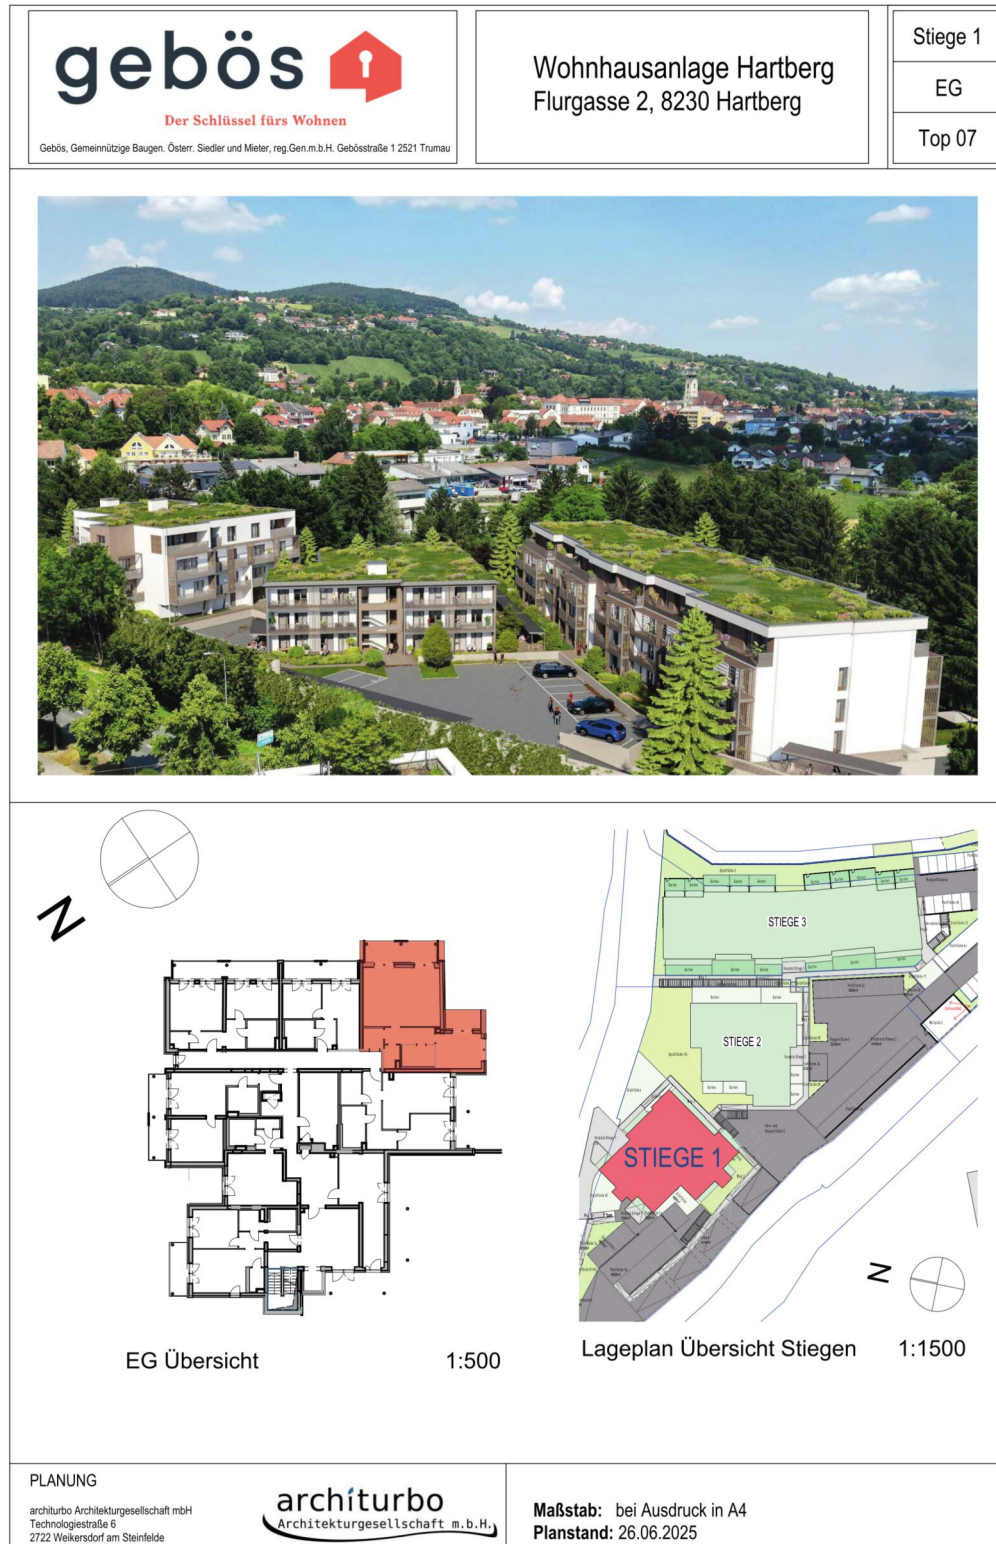 gebös
Der Schlüssel fürs Wohnen
Gebös, Gemeinnützige Baugen. Österr. Siedler und Mieter, reg.Gen.m.b.H. Gebösstraße 1 2521 Trumau
Wohnhausanlage Hartberg
Flurgasse 2, 8230 Hartberg
Stiege 1
EG
Top 07
N
STIEGE 3
STIEGE 2
STIEGE 1
N
EG Übersicht 1:500
Lageplan Übersicht Stiegen 1:1500
PLANUNG
architurbo Architekturgesellschaft mbH
Technologiestraße 6
2722 Weikersdorf am Steinfelde
architurbo
Architekturgesellschaft m.b.H.
Maßstab: bei Ausdruck in A4
Planstand: 26.06.2025